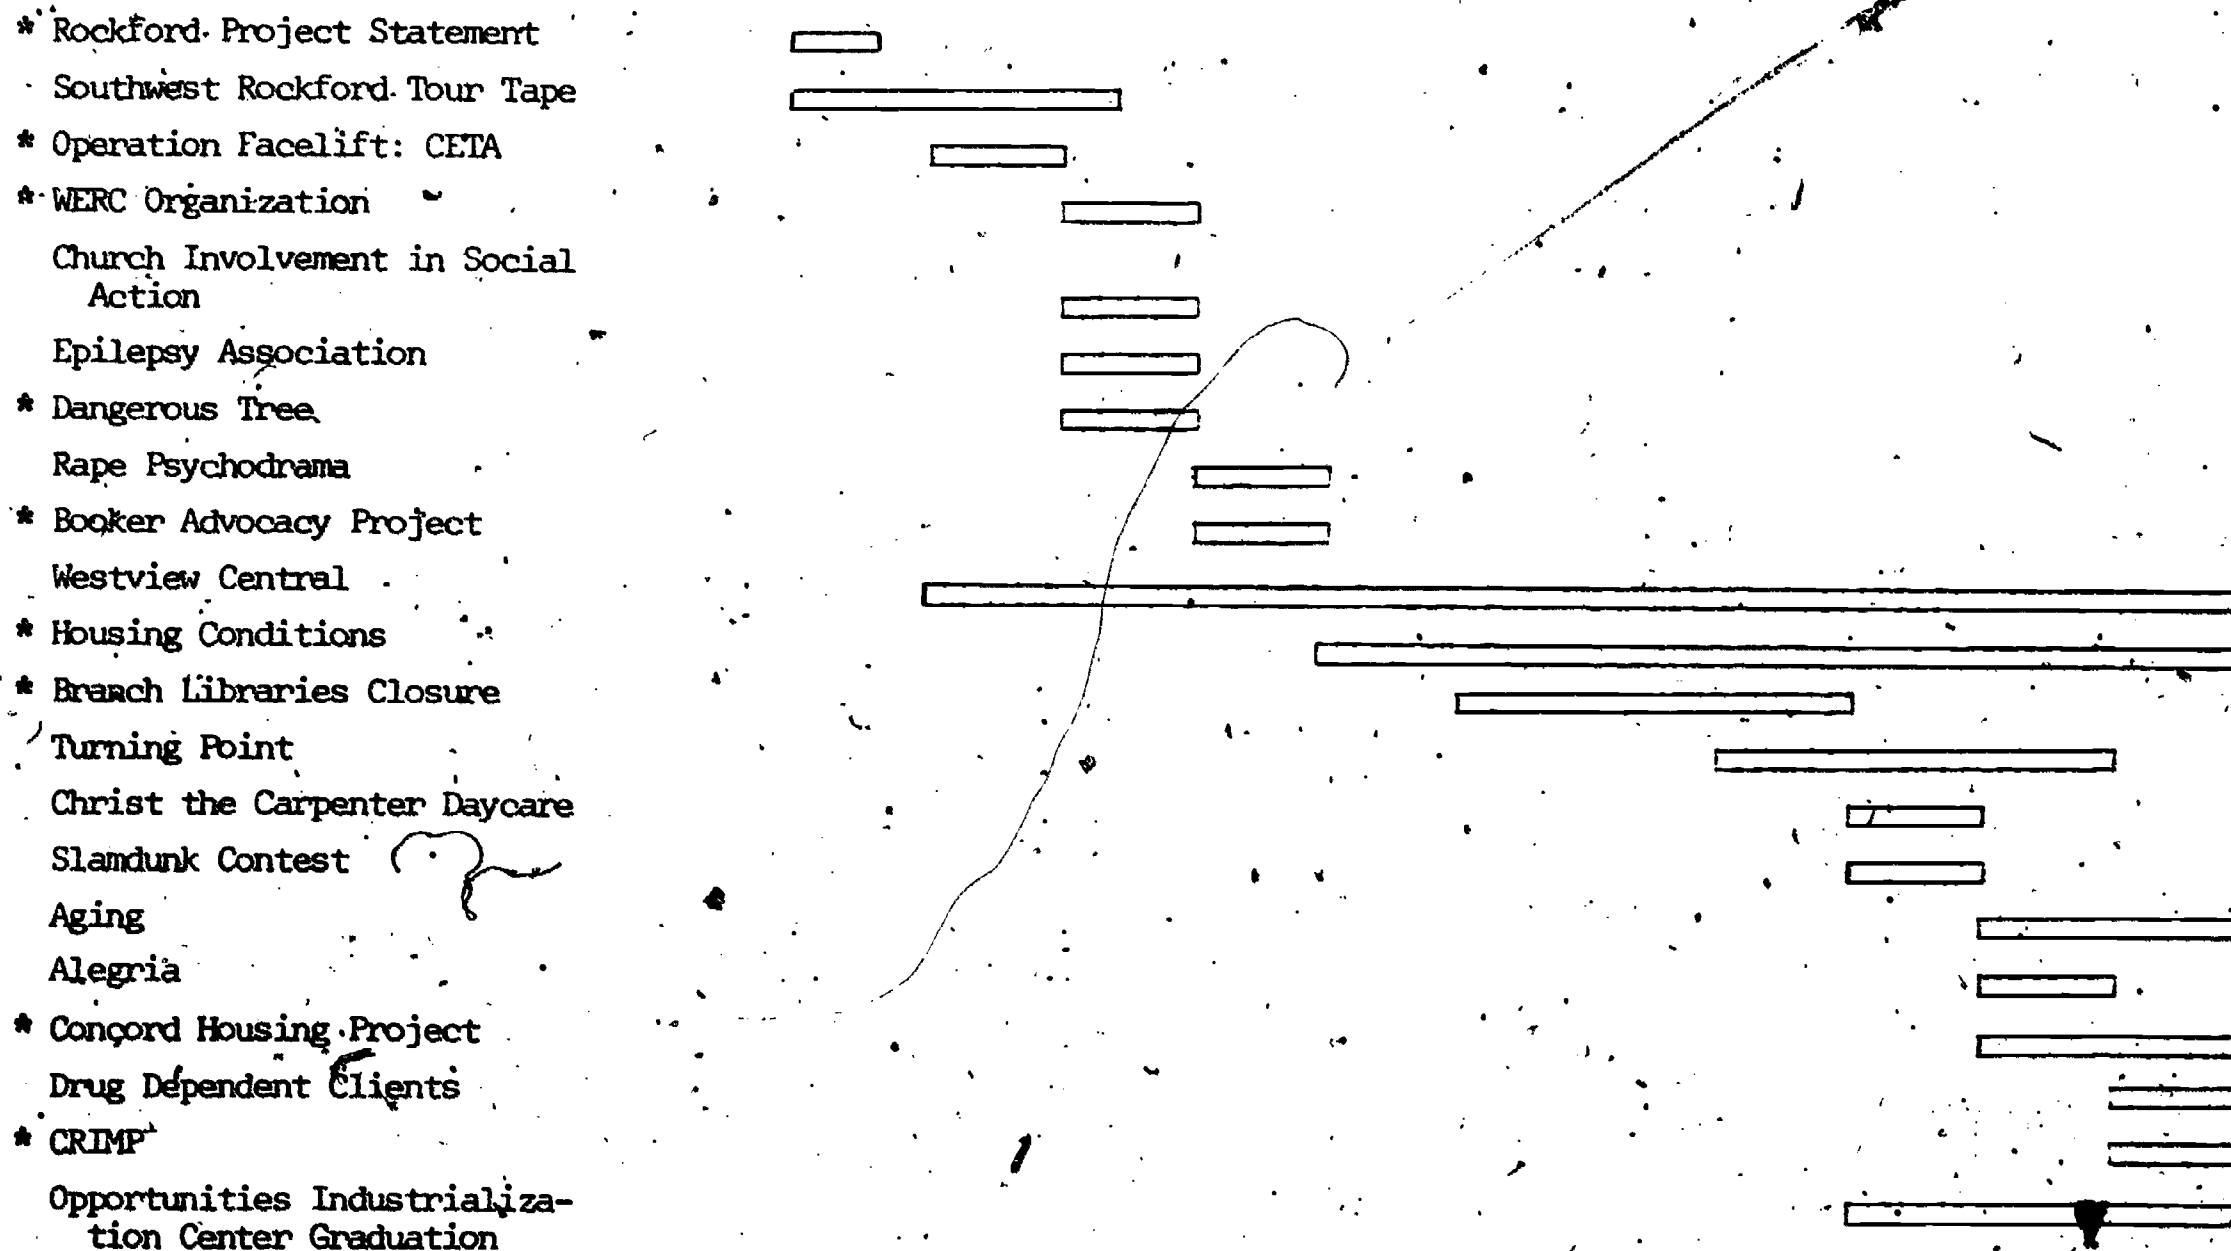 * Rockford Project Statement
Southwest Rockford Tour Tape
* Operation Facelift: CETA
* WERC Organization
Church Involvement in Social
Action
Epilepsy Association
* Dangerous Tree
Rape Psychodrama
* Booker Advocacy Project
Westview Central
* Housing Conditions
* Branch Libraries Closure
Turning Point
Christ the Carpenter Daycare
Slamdunk Contest
Aging
Alegria
* Concord Housing Project
Drug Dependent Clients
* CRIMP
Opportunities Industrializa-
tion Center Graduation